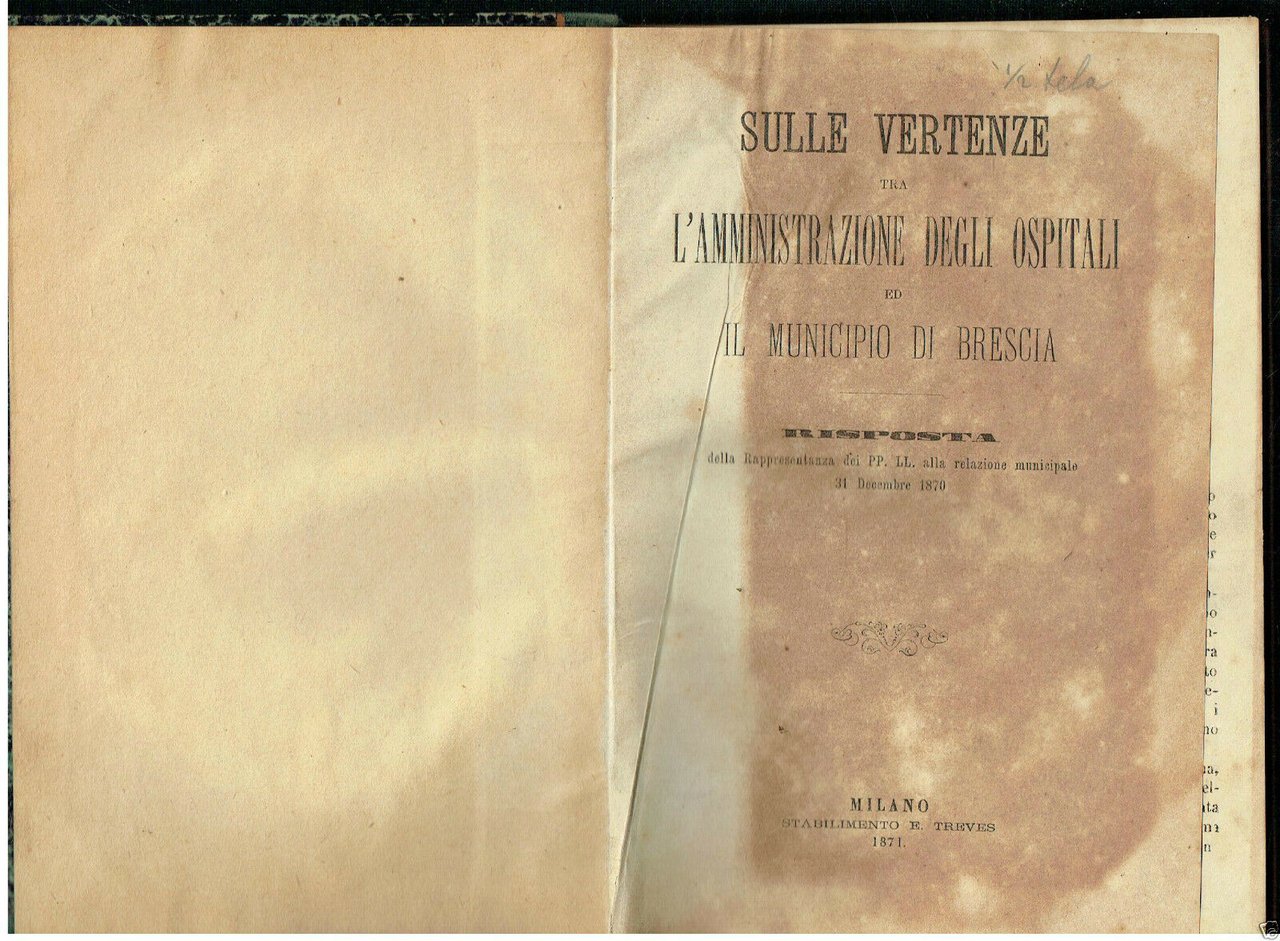 1/2 tela
SULLE VERTENZE
TRA
L'AMMINISTRAZIONE DEGLI OSPITALI
ED
IL MUNICIPIO DI BRESCIA
RISPOSTA
della Rappresentanza dei PP. LL. alla relazione municipale
31 Decembre 1870
MILANO
STABILIMENTO E. TREVES
1871.